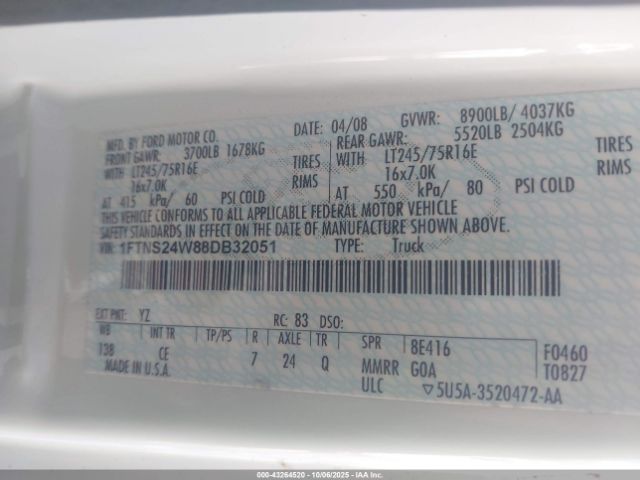 MFD. BY FORD MOTOR CO. DATE: 04/08 GVWR: 8900LB/ 4037KG
FRONT GAWR: 3700LB 1678KG REAR GAWR: 5520LB 2504KG
WITH LT245/75R16E TIRES WITH LT245/75R16E TIRES
16x7.0K RIMS 16x7.0K RIMS
AT 415 kPa/ 60 PSI COLD AT 550 kPa/ 80 PSI COLD
THIS VEHICLE CONFORMS TO ALL APPLICABLE FEDERAL MOTOR VEHICLE
SAFETY STANDARDS IN EFFECT ON THE DATE OF MANUFACTURE SHOWN ABOVE.
VIN: 1FTNS24W88DB32051 TYPE: Truck
EXT PNT: YZ RC: 83 DSO:
WB INT TR TP/PS R AXLE TR SPR 8E416 F0460
138 CE 7 24 Q MMRR GOA T0827
MADE IN U.S.A. ULC ▽5U5A-3520472-AA
00-43264520 - 10/06/2025 - IAA